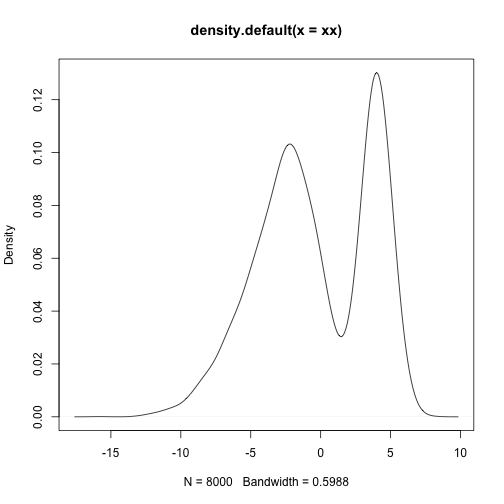 density.default(x = xx)
0.12
0.10
0.08
0.06
0.04
0.02
0.00
Density
-15 -10 -5 0 5 10
N = 8000 Bandwidth = 0.5988